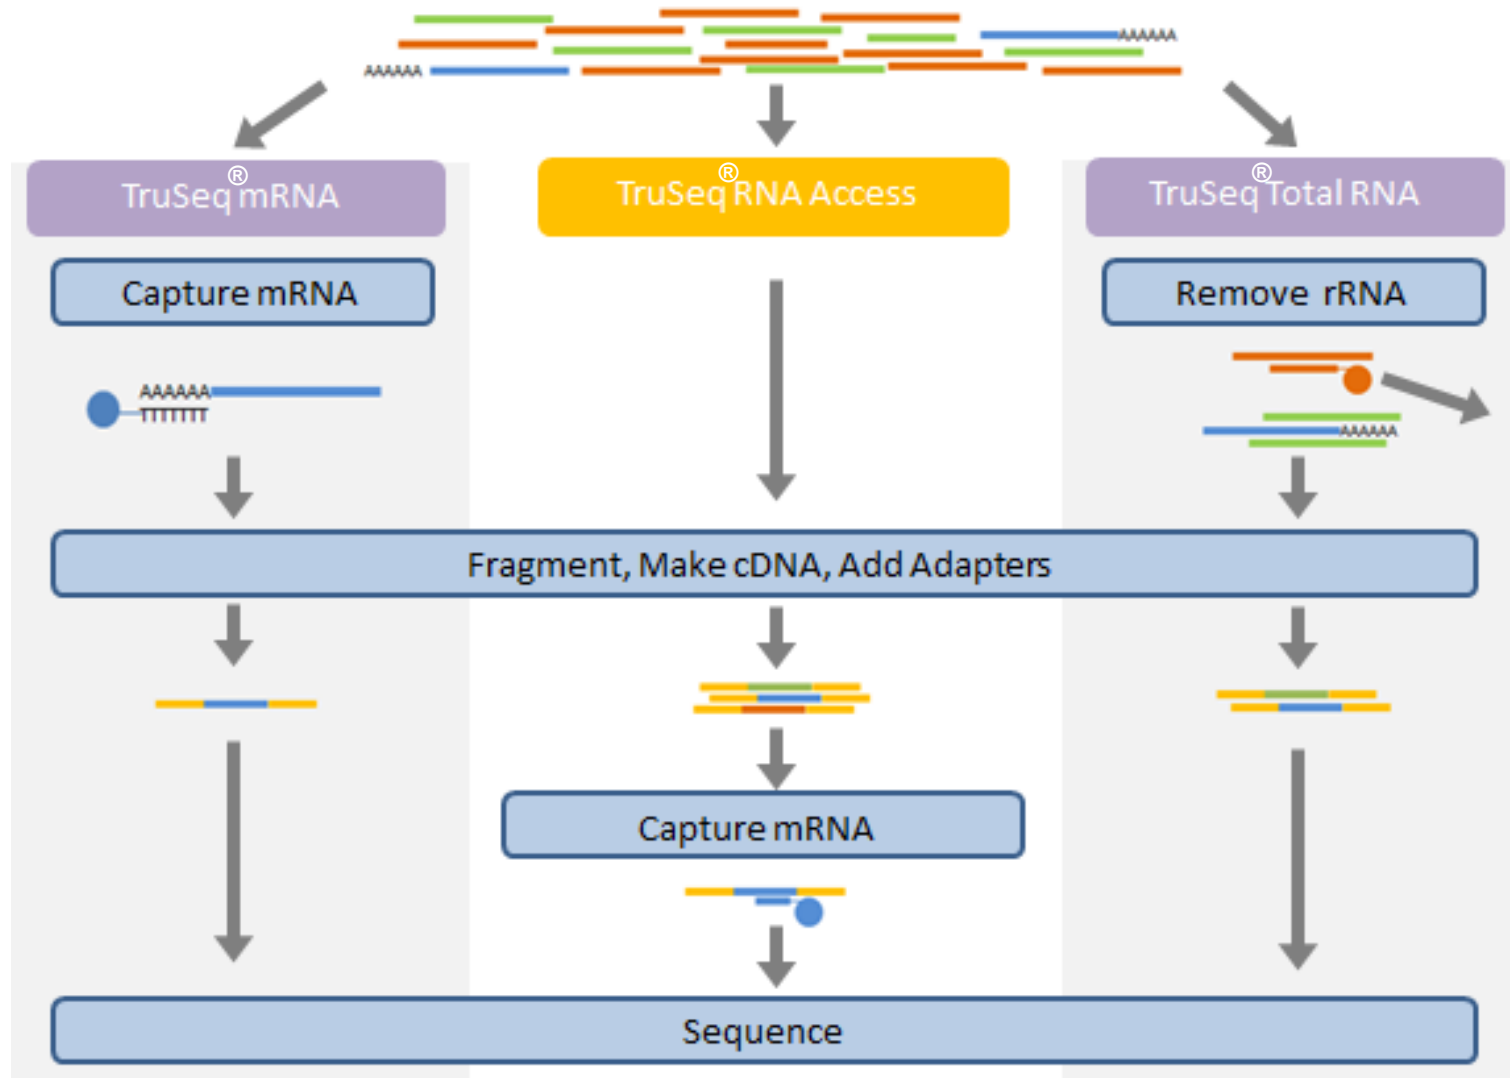 AAAAAA
AAAAAA
TruSeq® mRNA
TruSeq® RNA Access
TruSeq® Total RNA
Capture mRNA
Remove rRNA
AAAAAA
TTTTTTT
AAAAAA
Fragment, Make cDNA, Add Adapters
Capture mRNA
Sequence